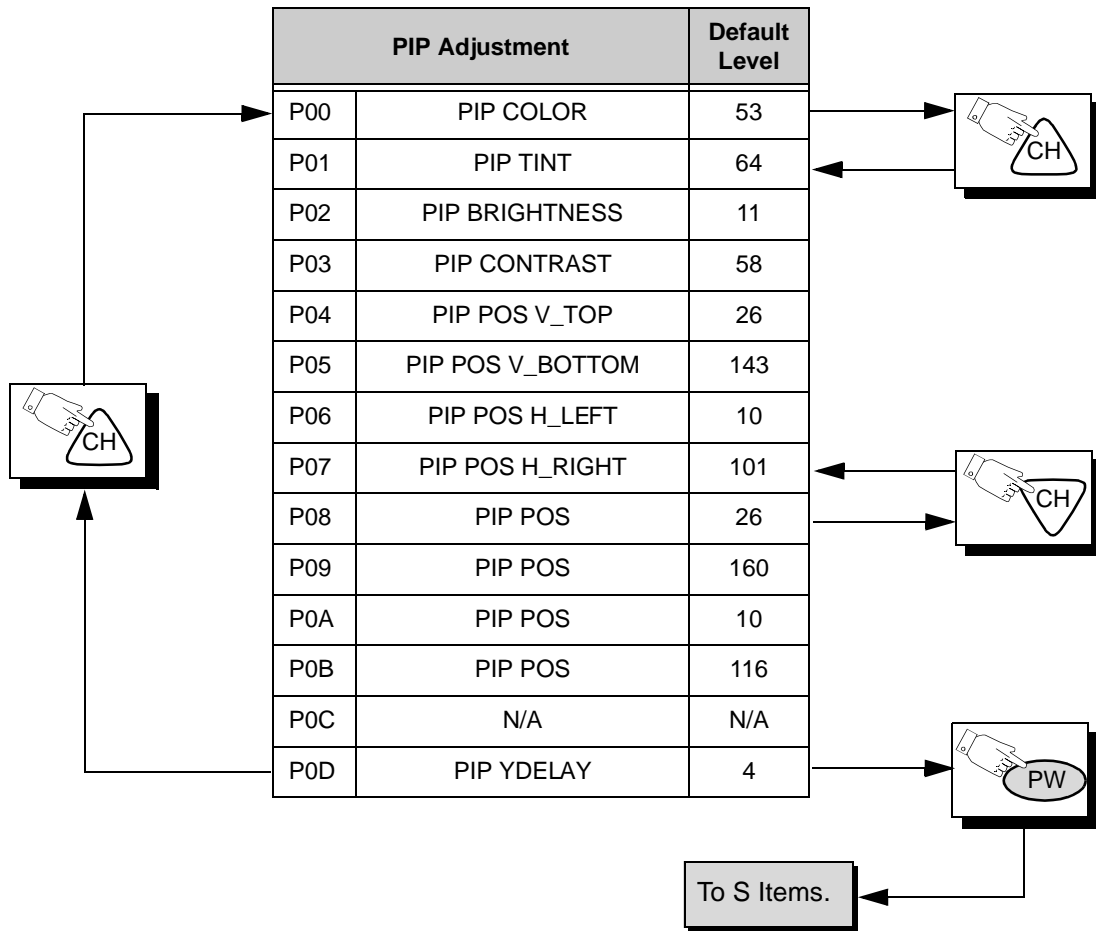 PIP Adjustment Default Level
P00 PIP COLOR 53
CH
P01 PIP TINT 64
P02 PIP BRIGHTNESS 11
P03 PIP CONTRAST 58
P04 PIP POS V_TOP 26
P05 PIP POS V_BOTTOM 143
P06 PIP POS H_LEFT 10
CH
P07 PIP POS H_RIGHT 101
CH
P08 PIP POS 26
P09 PIP POS 160
P0A PIP POS 10
P0B PIP POS 116
P0C N/A N/A
P0D PIP YDELAY 4
PW
To S Items.